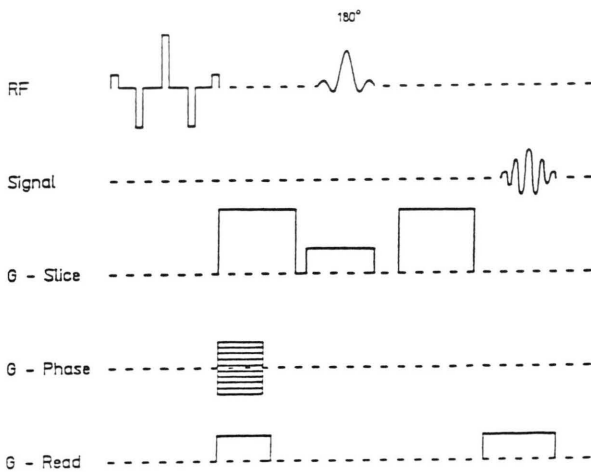 180°
RF
Signal
G - Slice
G - Phase
G - Read